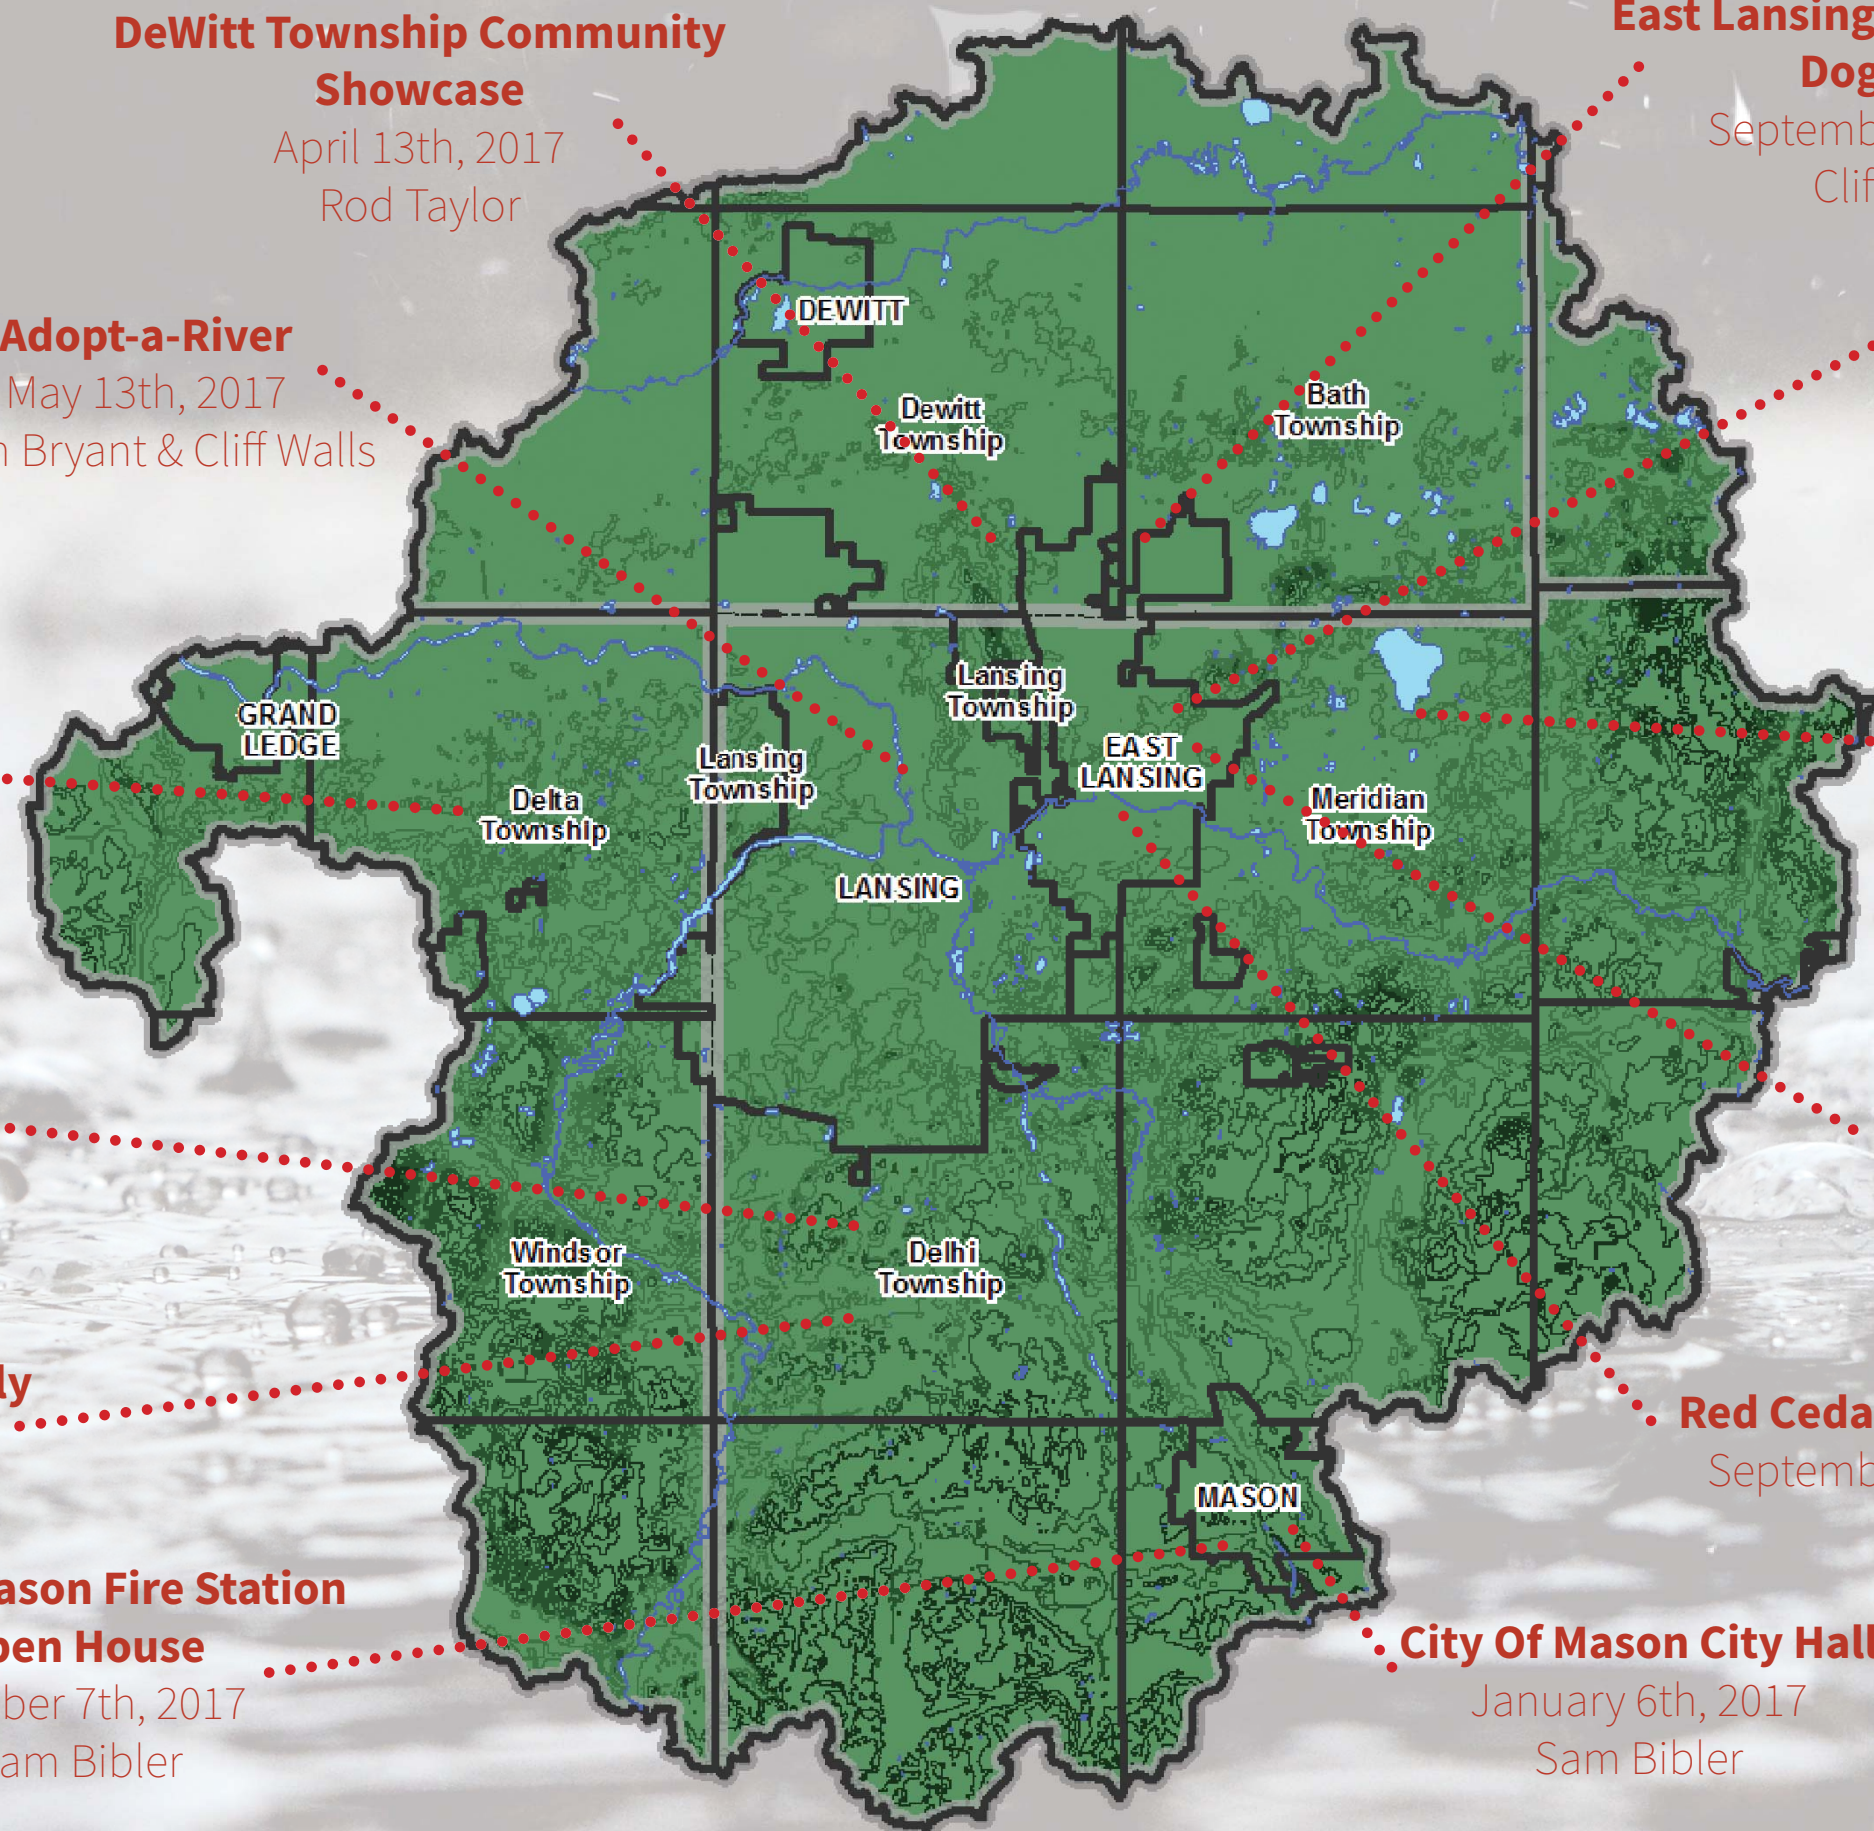 DeWitt Township Community
Showcase
April 13th, 2017
Rod Taylor
East Lansing
Dog
Septemb
Clif
Adopt-a-River
May 13th, 2017
n Bryant & Cliff Walls
DEWITT
Dewitt
Township
Bath
Township
GRAND
LEDGE
Lansing
Township
Lansing
Township
EAST
LANSING
Delta
Township
Meridian
Township
LANSING
Windsor
Township
Delhi
Township
ly
Red Ceda
Septemb
MASON
ason Fire Station
pen House
ber 7th, 2017
am Bibler
City Of Mason City Hall
January 6th, 2017
Sam Bibler